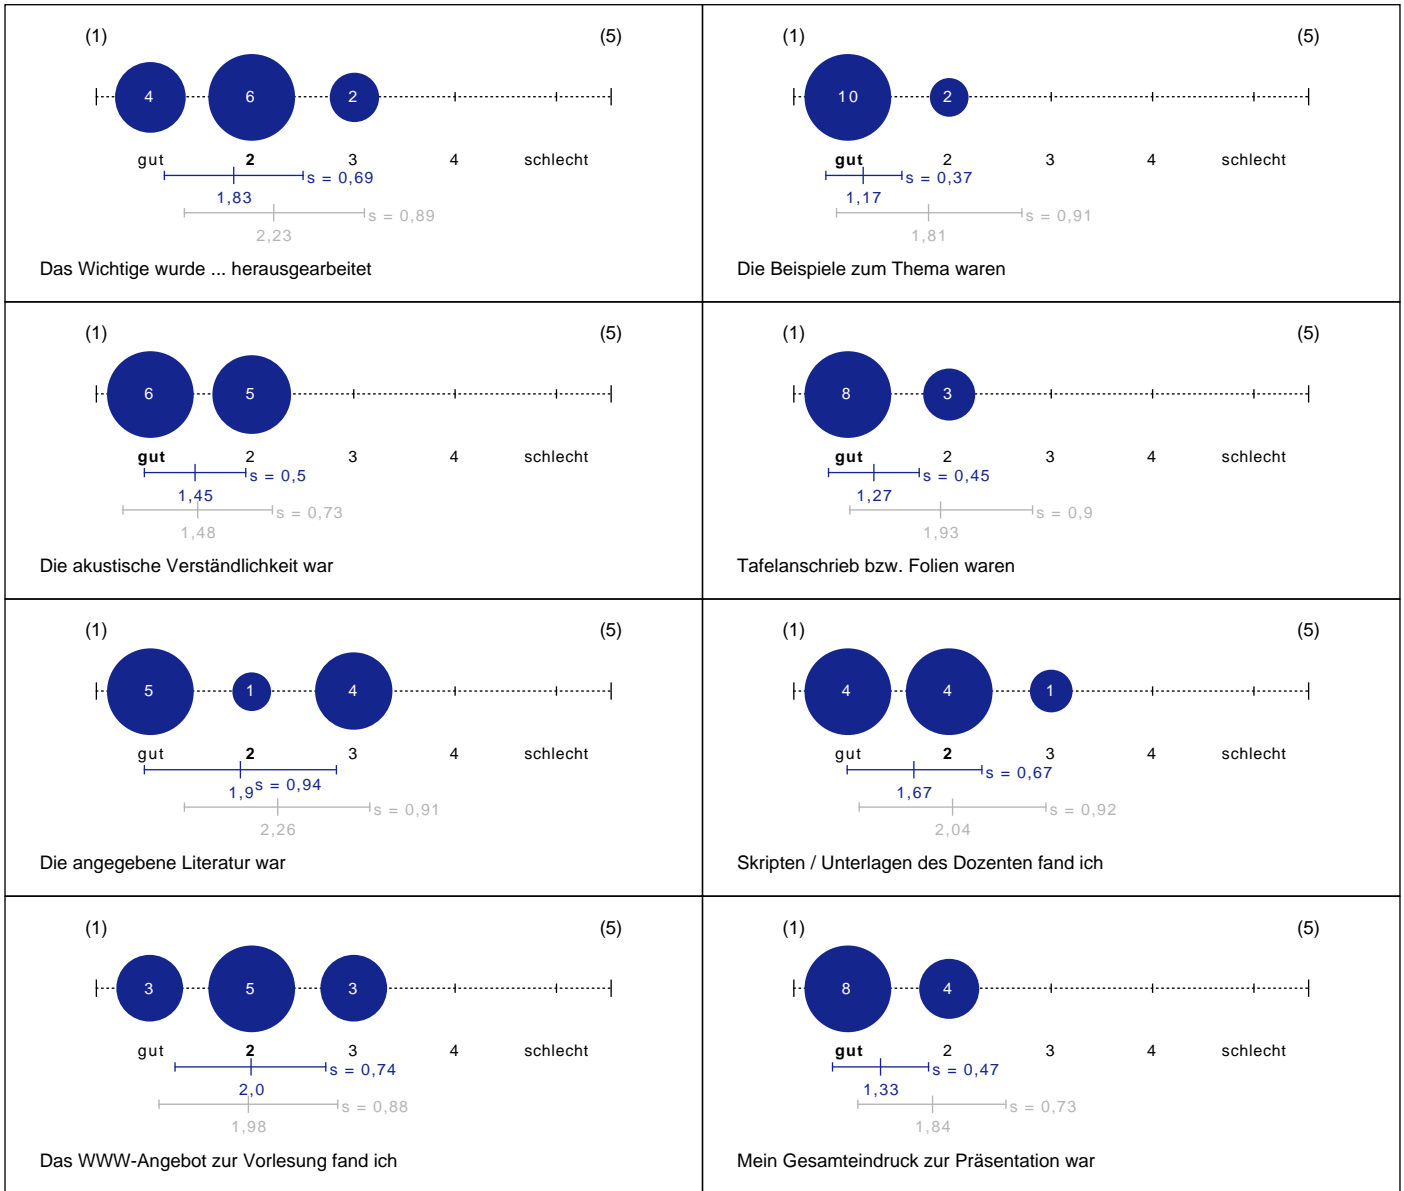 (1) (5)
4 6 2
gut 2 3 4 schlecht
s = 0,69
1,83
s = 0,89
2,23
Das Wichtige wurde ... herausgearbeitet
(1) (5)
10 2
gut 2 3 4 schlecht
s = 0,37
1,17
s = 0,91
1,81
Die Beispiele zum Thema waren
(1) (5)
6 5
gut 2 3 4 schlecht
s = 0,5
1,45
s = 0,73
1,48
Die akustische Verständlichkeit war
(1) (5)
8 3
gut 2 3 4 schlecht
s = 0,45
1,27
s = 0,9
1,93
Tafelanschrieb bzw. Folien waren
(1) (5)
5 1 4
gut 2 3 4 schlecht
s = 0,94
1,9
s = 0,91
2,26
Die angegebene Literatur war
(1) (5)
4 4 1
gut 2 3 4 schlecht
s = 0,67
1,67
s = 0,92
2,04
Skripten / Unterlagen des Dozenten fand ich
(1) (5)
3 5 3
gut 2 3 4 schlecht
s = 0,74
2,0
s = 0,88
1,98
Das WWW-Angebot zur Vorlesung fand ich
(1) (5)
8 4
gut 2 3 4 schlecht
s = 0,47
1,33
s = 0,73
1,84
Mein Gesamteindruck zur Präsentation war